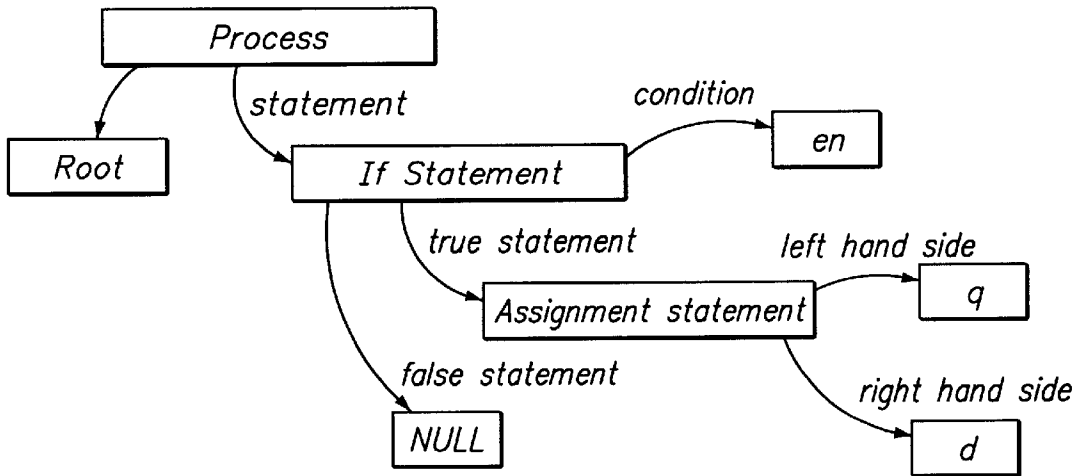 Process
statement
condition
Root
en
If Statement
true statement
left hand side
Assignment statement
q
false statement
right hand side
NULL
d